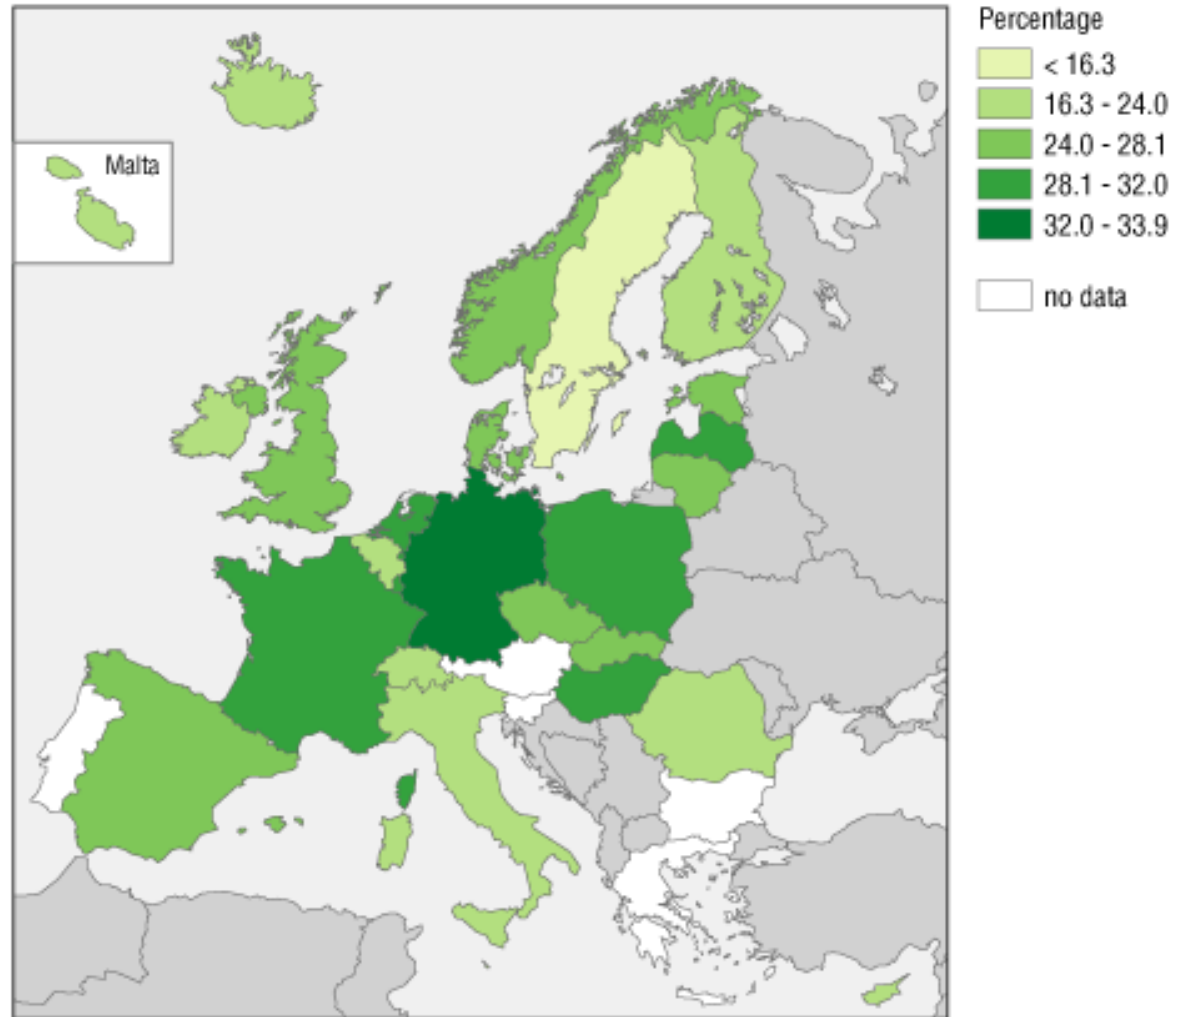 Percentage
< 16.3
16.3 - 24.0
24.0 - 28.1
28.1 - 32.0
32.0 - 33.9
no data
Malta